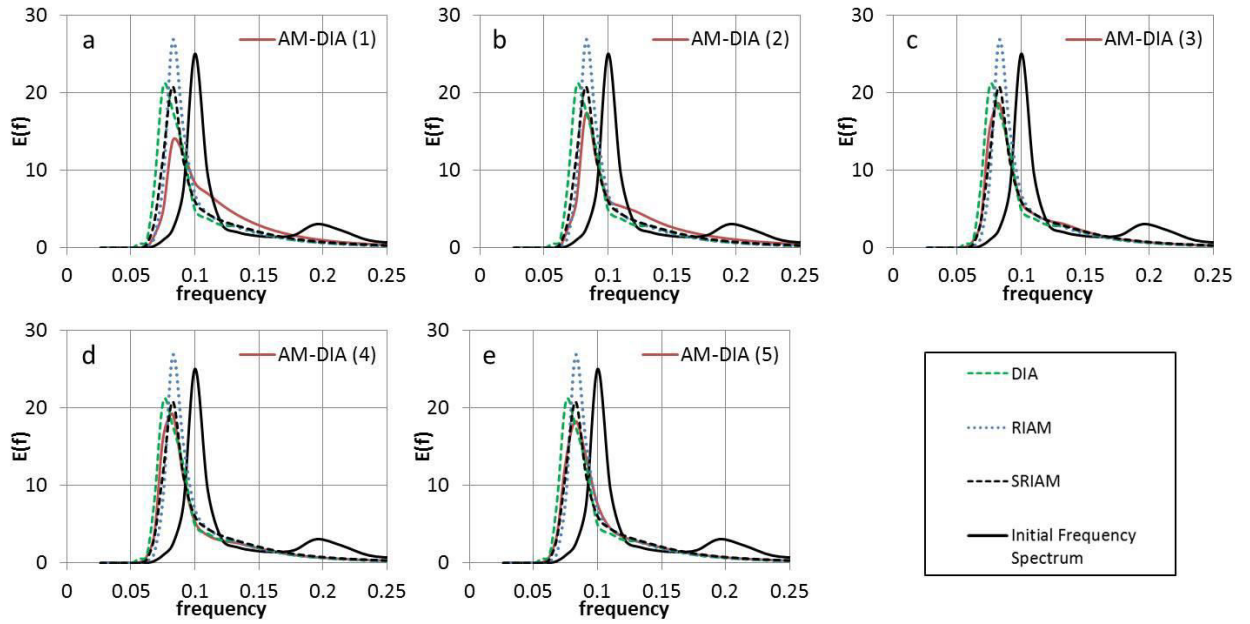 a
AM-DIA (1)
30
20
10
0
E(f)
0 0.05 0.1 0.15 0.2 0.25
frequency
b
AM-DIA (2)
30
20
10
0
E(f)
0 0.05 0.1 0.15 0.2 0.25
frequency
c
AM-DIA (3)
30
20
10
0
E(f)
0 0.05 0.1 0.15 0.2 0.25
frequency
d
AM-DIA (4)
30
20
10
0
E(f)
0 0.05 0.1 0.15 0.2 0.25
frequency
e
AM-DIA (5)
30
20
10
0
E(f)
0 0.05 0.1 0.15 0.2 0.25
frequency
DIA
RIAM
SRIAM
Initial Frequency
Spectrum